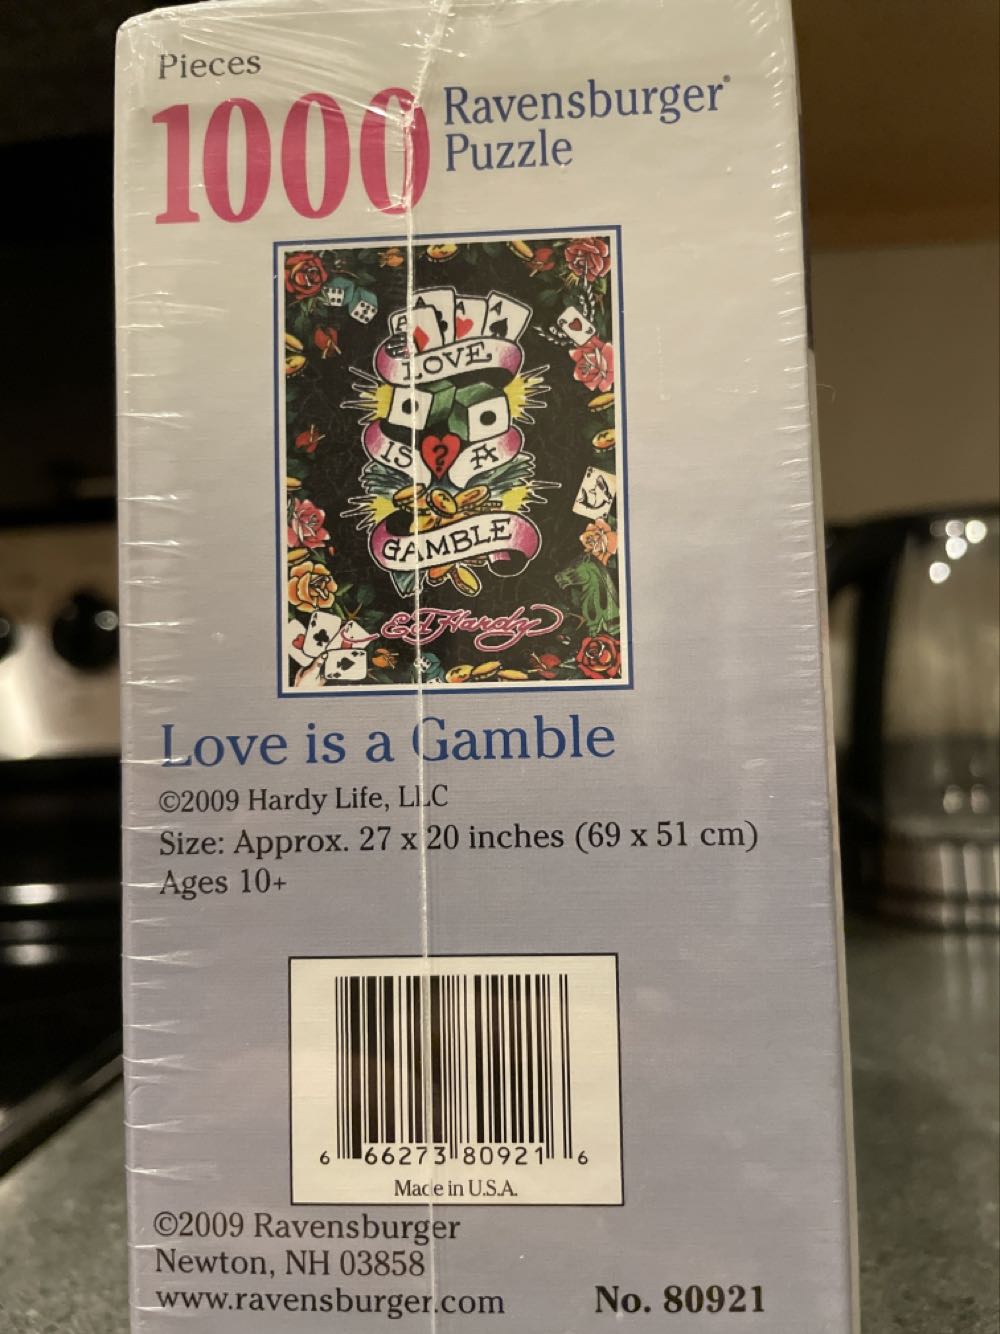 Pieces
1000
Ravensburger®
Puzzle
LOVE
IS ? A
GAMBLE
Ed Hardy
Love is a Gamble
©2009 Hardy Life, LLC
Size: Approx. 27 x 20 inches (69 x 51 cm)
Ages 10+
6 66273 80921 6
Made in U.S.A.
©2009 Ravensburger
Newton, NH 03858
www.ravensburger.com
No. 80921